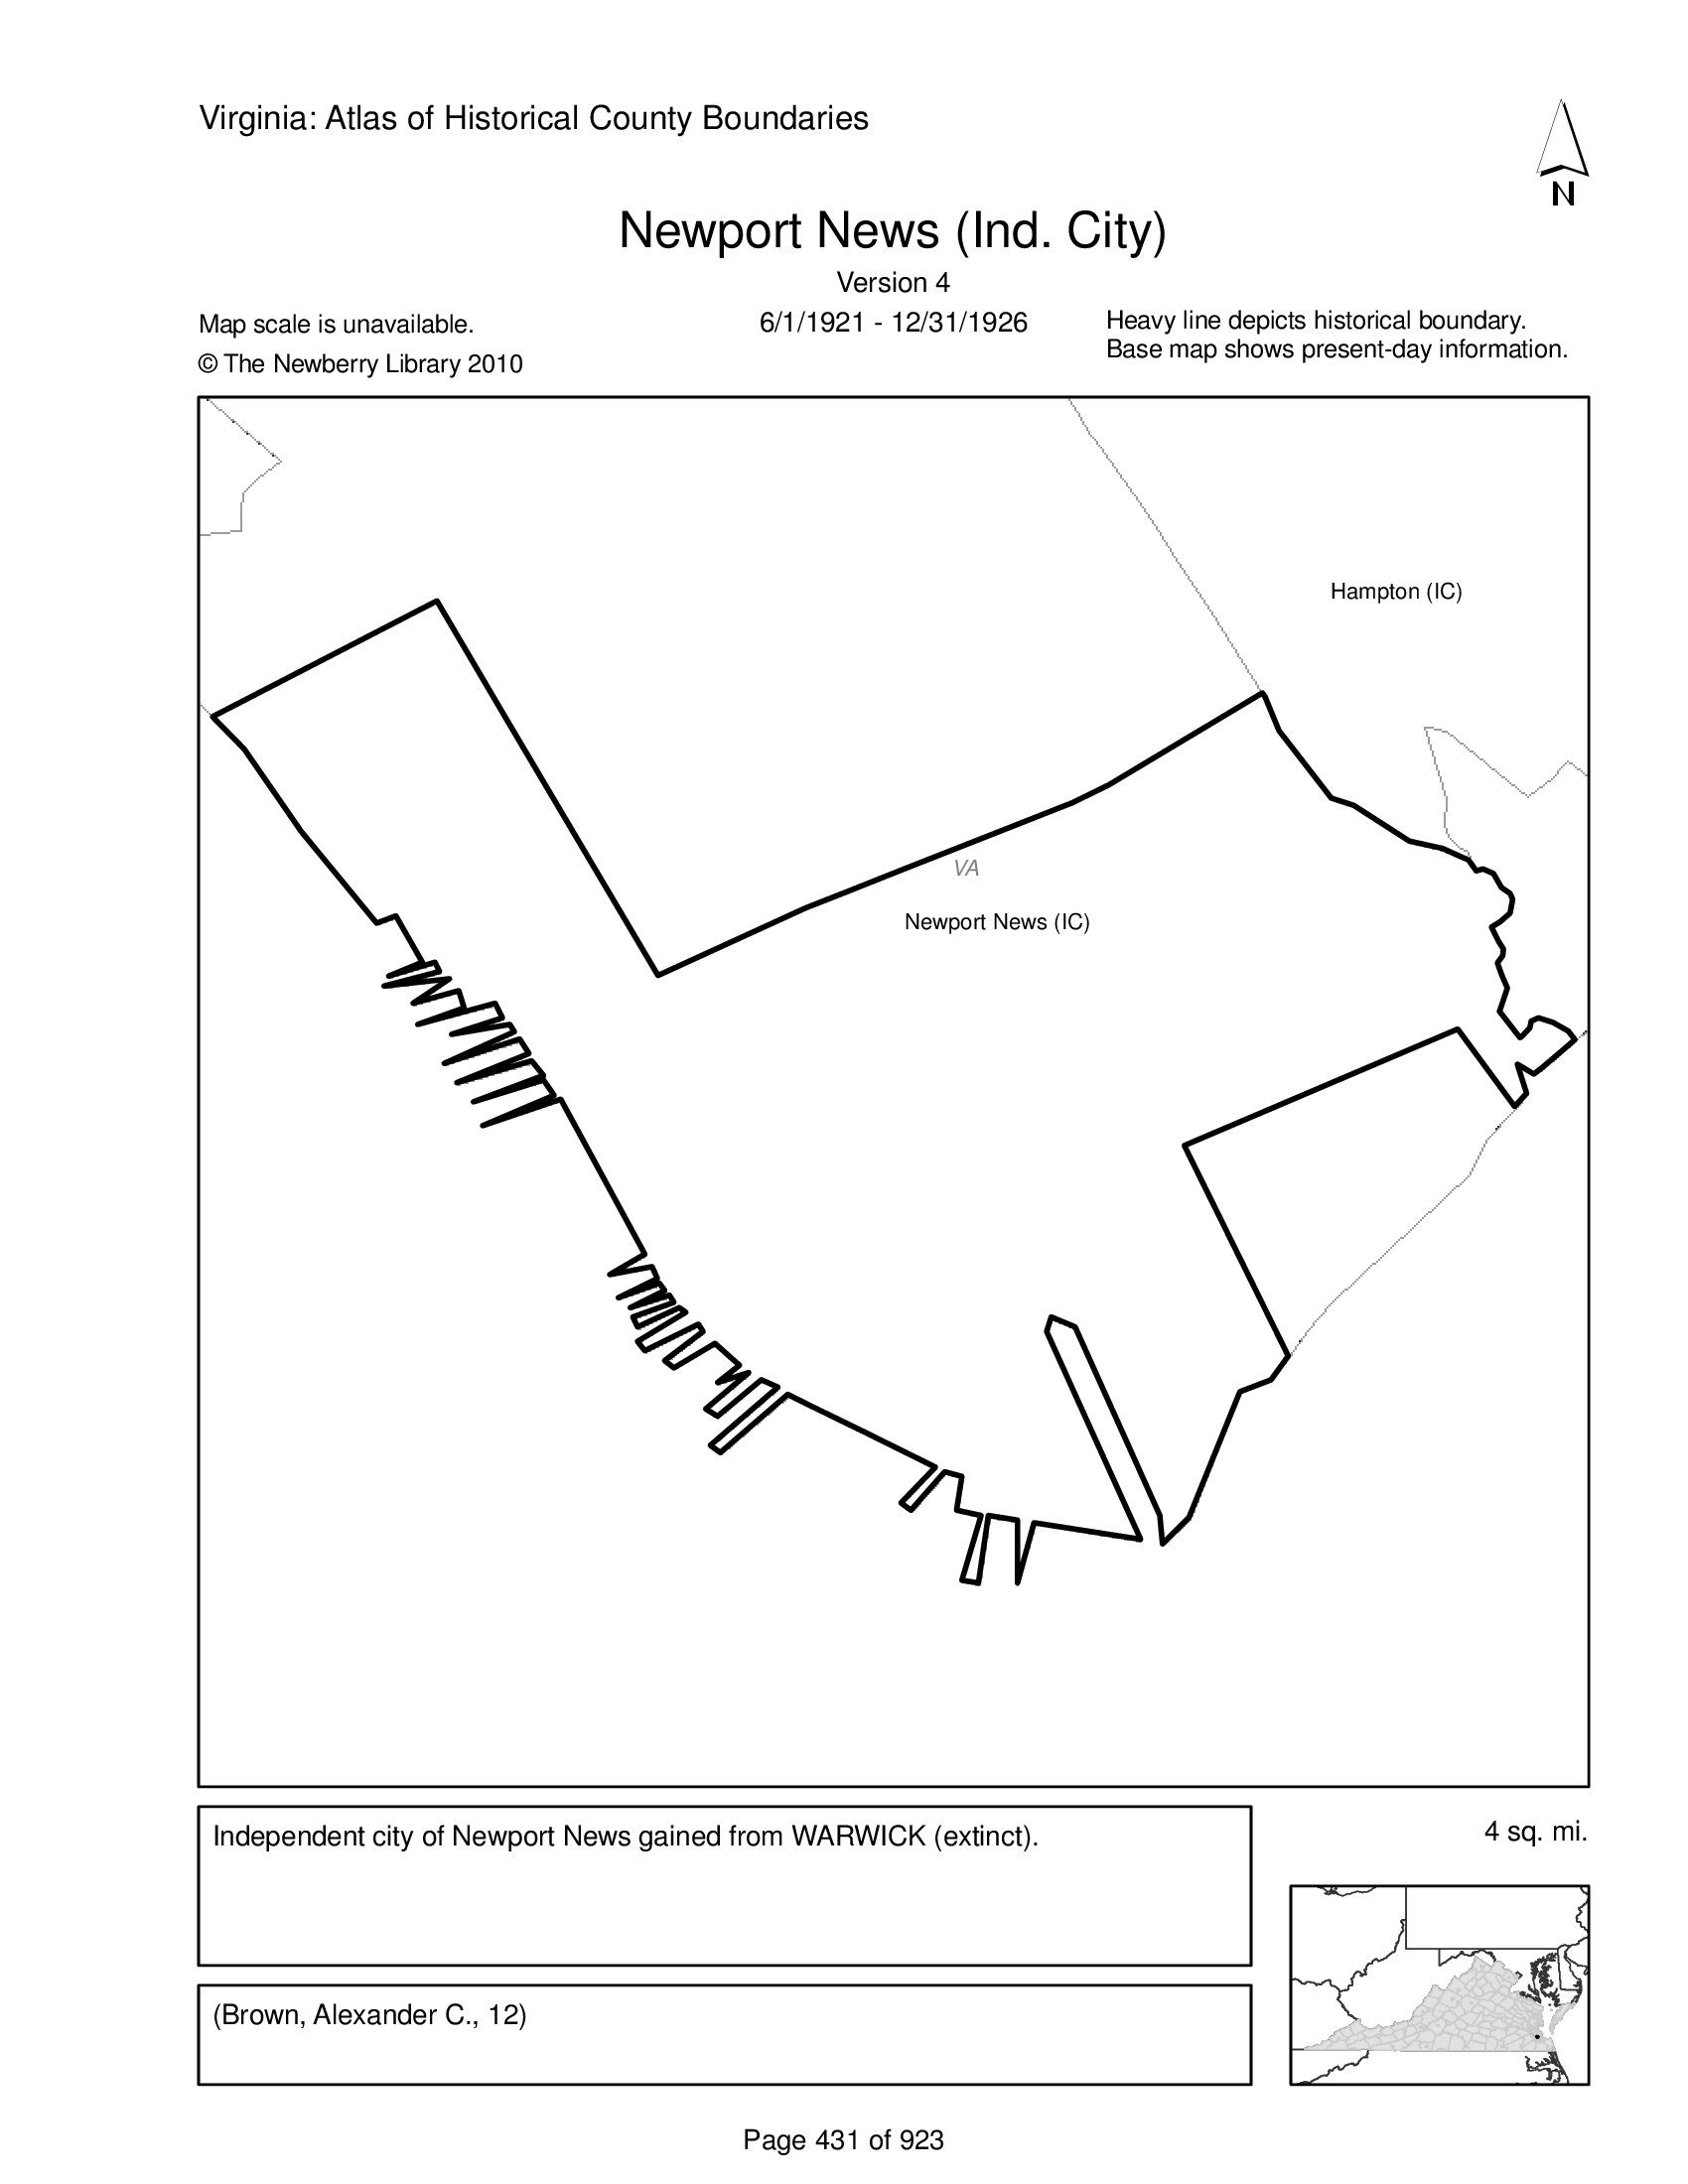 Virginia: Atlas of Historical County Boundaries
N
Newport News (Ind. City)
Version 4
Map scale is unavailable.
6/1/1921 - 12/31/1926
Heavy line depicts historical boundary.
Base map shows present-day information.
© The Newberry Library 2010
Hampton (IC)
VA
Newport News (IC)
Independent city of Newport News gained from WARWICK (extinct).
4 sq. mi.
(Brown, Alexander C., 12)
Page 431 of 923